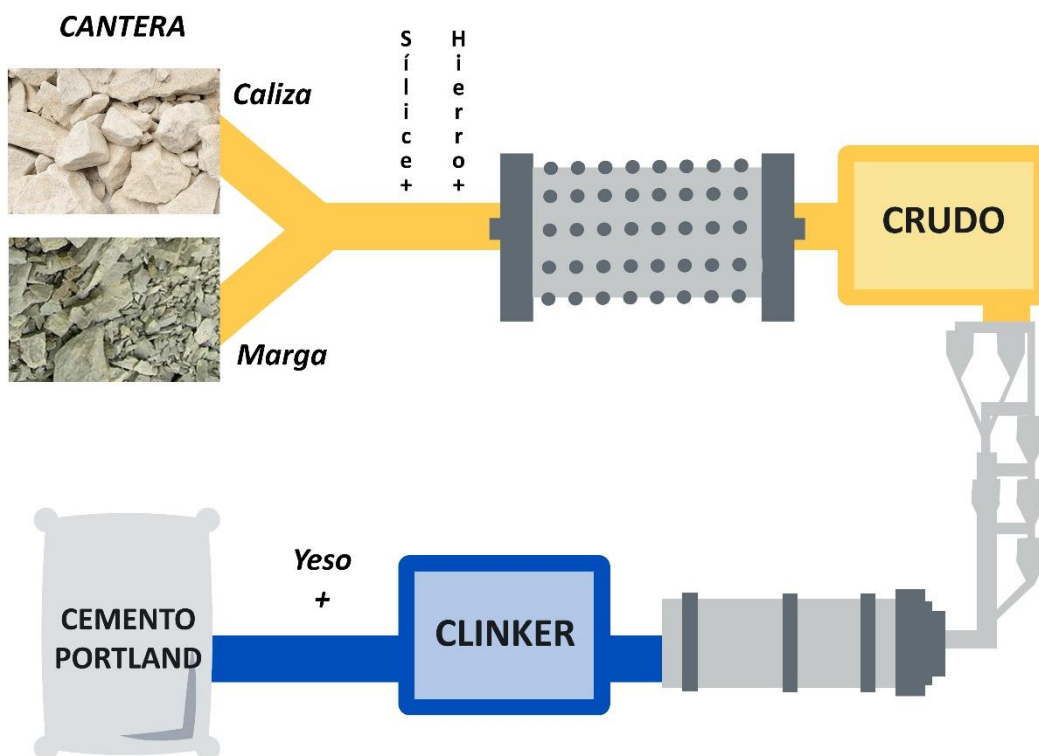 CANTERA
Caliza
Sílice+
Hierro+
Marga
CRUDO
Yeso
+
CLINKER
CEMENTO
PORTLAND